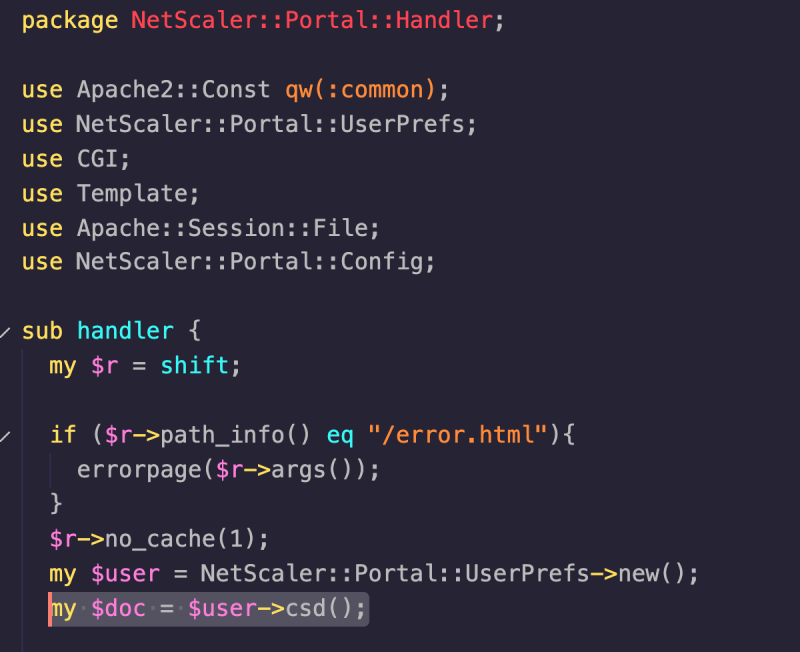 package NetScaler::Portal::Handler;
use Apache2::Const qw(:common);
use NetScaler::Portal::UserPrefs;
use CGI;
use Template;
use Apache::Session::File;
use NetScaler::Portal::Config;
sub handler {
my $r = shift;
if ($r->path_info() eq "/error.html"){
errorpage($r->args());
}
$r->no_cache(1);
my $user = NetScaler::Portal::UserPrefs->new();
my $doc = $user->csd();